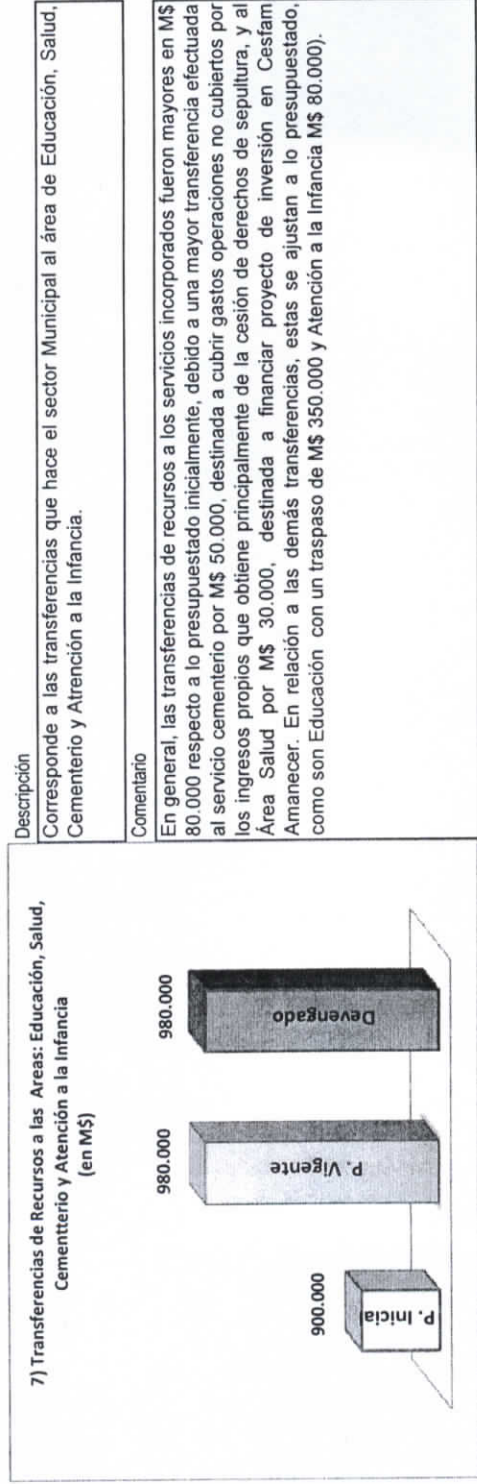 7) Transferencias de Recursos a las Areas: Educación, Salud,
Cementterio y Atención a la Infancia
(en M$)
900.000
980.000
980.000
P. Inicia
P. Vigente
Devengado
Descripción
Corresponde a las transferencias que hace el sector Municipal al área de Educación, Salud,
Cementerio y Atrención a la Infancia.
Comentario
En general, las transferencias de recursos a los servicios incorporados fueron mayores en M$
80.000 respecto a lo presupuestado inicialmente, debido a una mayor transferencia efectuada
al servicio cementerio por M$ 50.000, destinada a cubrir gastos operaciones no cubiertos por
los ingresos propios que obtiene principalmente de la cesión de derechos de sepultura, y al
Área Salud por M$ 30.000, destinada a financiar proyecto de inversión en Cesfam
Amanecer. En relación a las demás transferencias, estas se ajustan a lo presupuestado,
como son Educación con un traspaso de M$ 350.000 y Atención a la Infancia M$ 80.000).